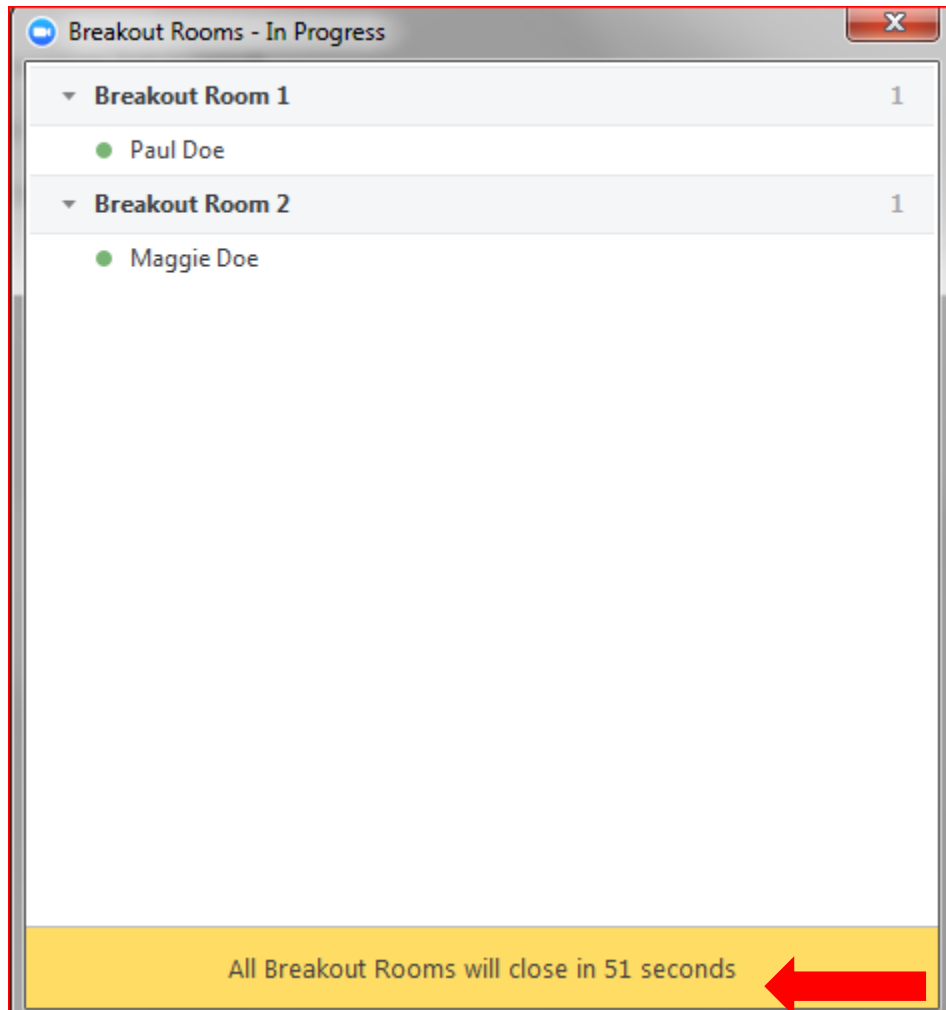 Breakout Rooms - In Progress
Breakout Room 1 1
Paul Doe
Breakout Room 2 1
Maggie Doe
All Breakout Rooms will close in 51 seconds